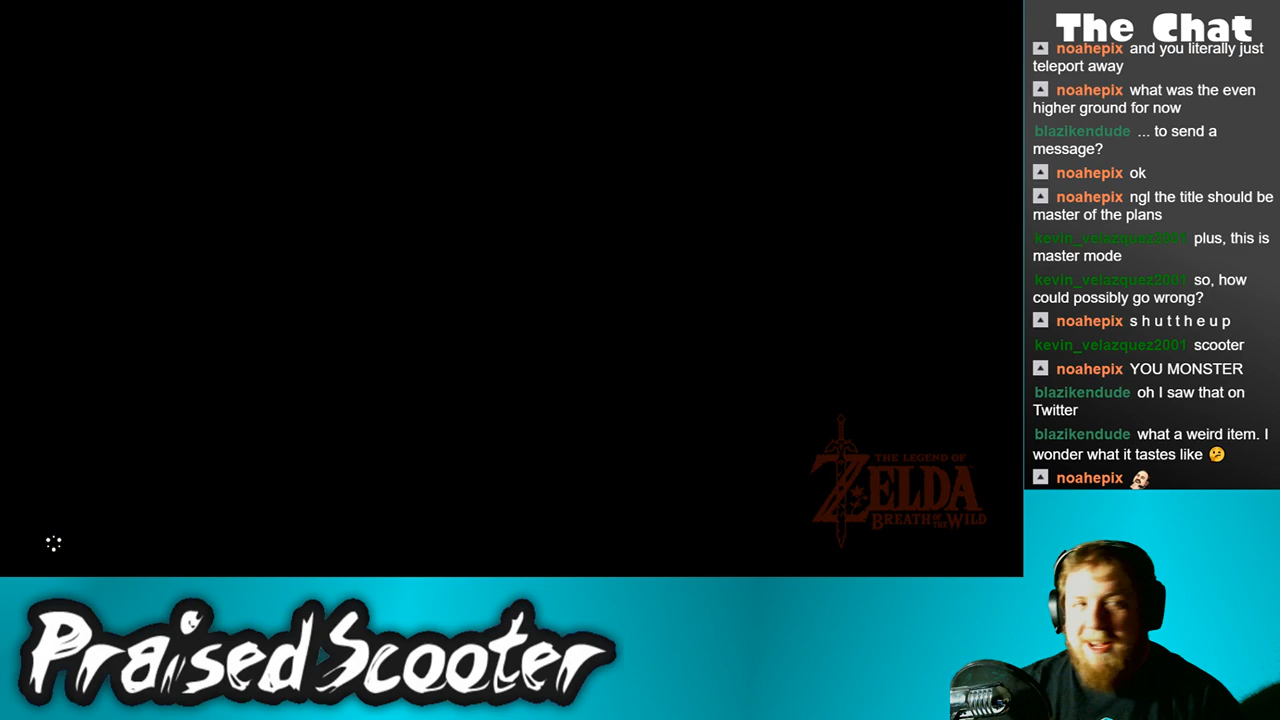 The Chat
noahepix and you literally just
teleport away
noahepix what was the even
higher ground for now
blazikendude ... to send a
message?
noahepix ok
noahepix ngl the title should be
master of the plans
kevin_velazquez2001 plus, this is
master mode
kevin_velazquez2001 so, how
could possibly go wrong?
noahepix s h u t t h e u p
kevin_velazquez2001 scooter
noahepix YOU MONSTER
blazikendude oh I saw that on
Twitter
blazikendude what a weird item. I
wonder what it tastes like 🤔
noahepix
THE LEGEND OF
ZELDA
BREATH OF THE WILD
PraisedScooter